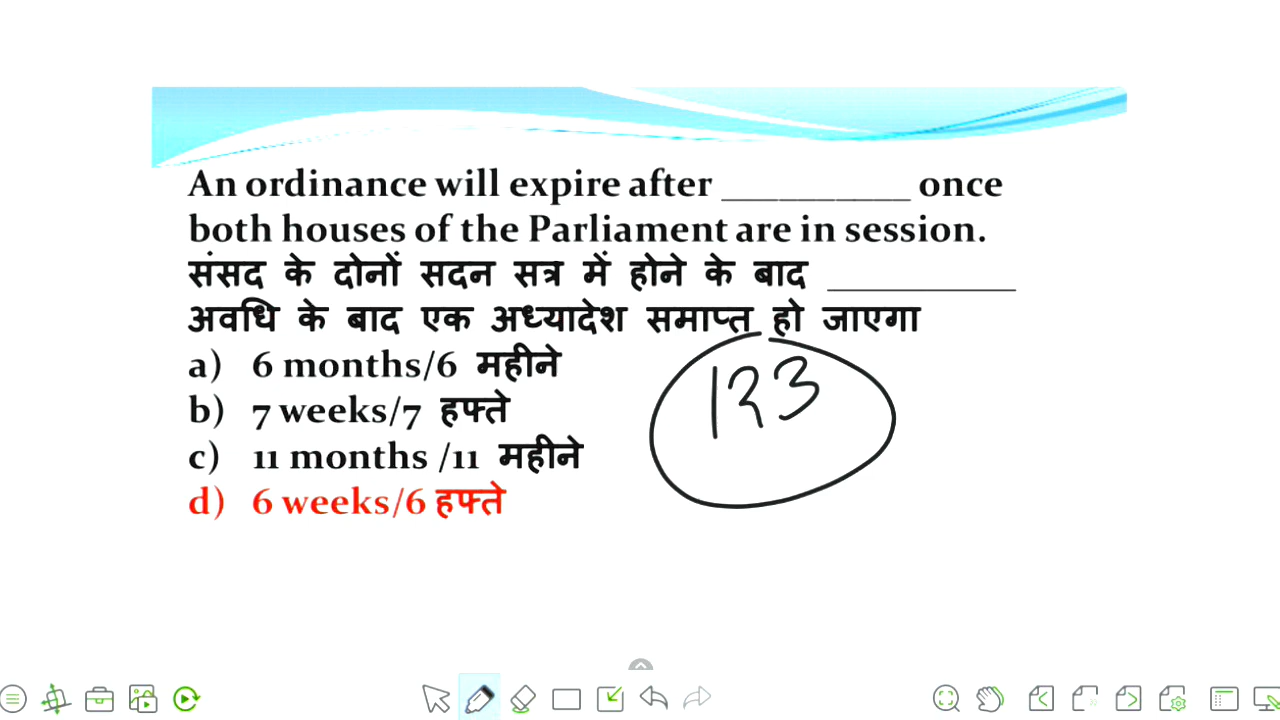 An ordinance will expire after __________ once
both houses of the Parliament are in session.
संसद के दोनों सदन सत्र में होने के बाद __________
अवधि के बाद एक अध्यादेश समाप्त हो जाएगा
a) 6 months/6 महीने
b) 7 weeks/7 हफ्ते
c) 11 months /11 महीने
d) 6 weeks/6 हफ्ते
123